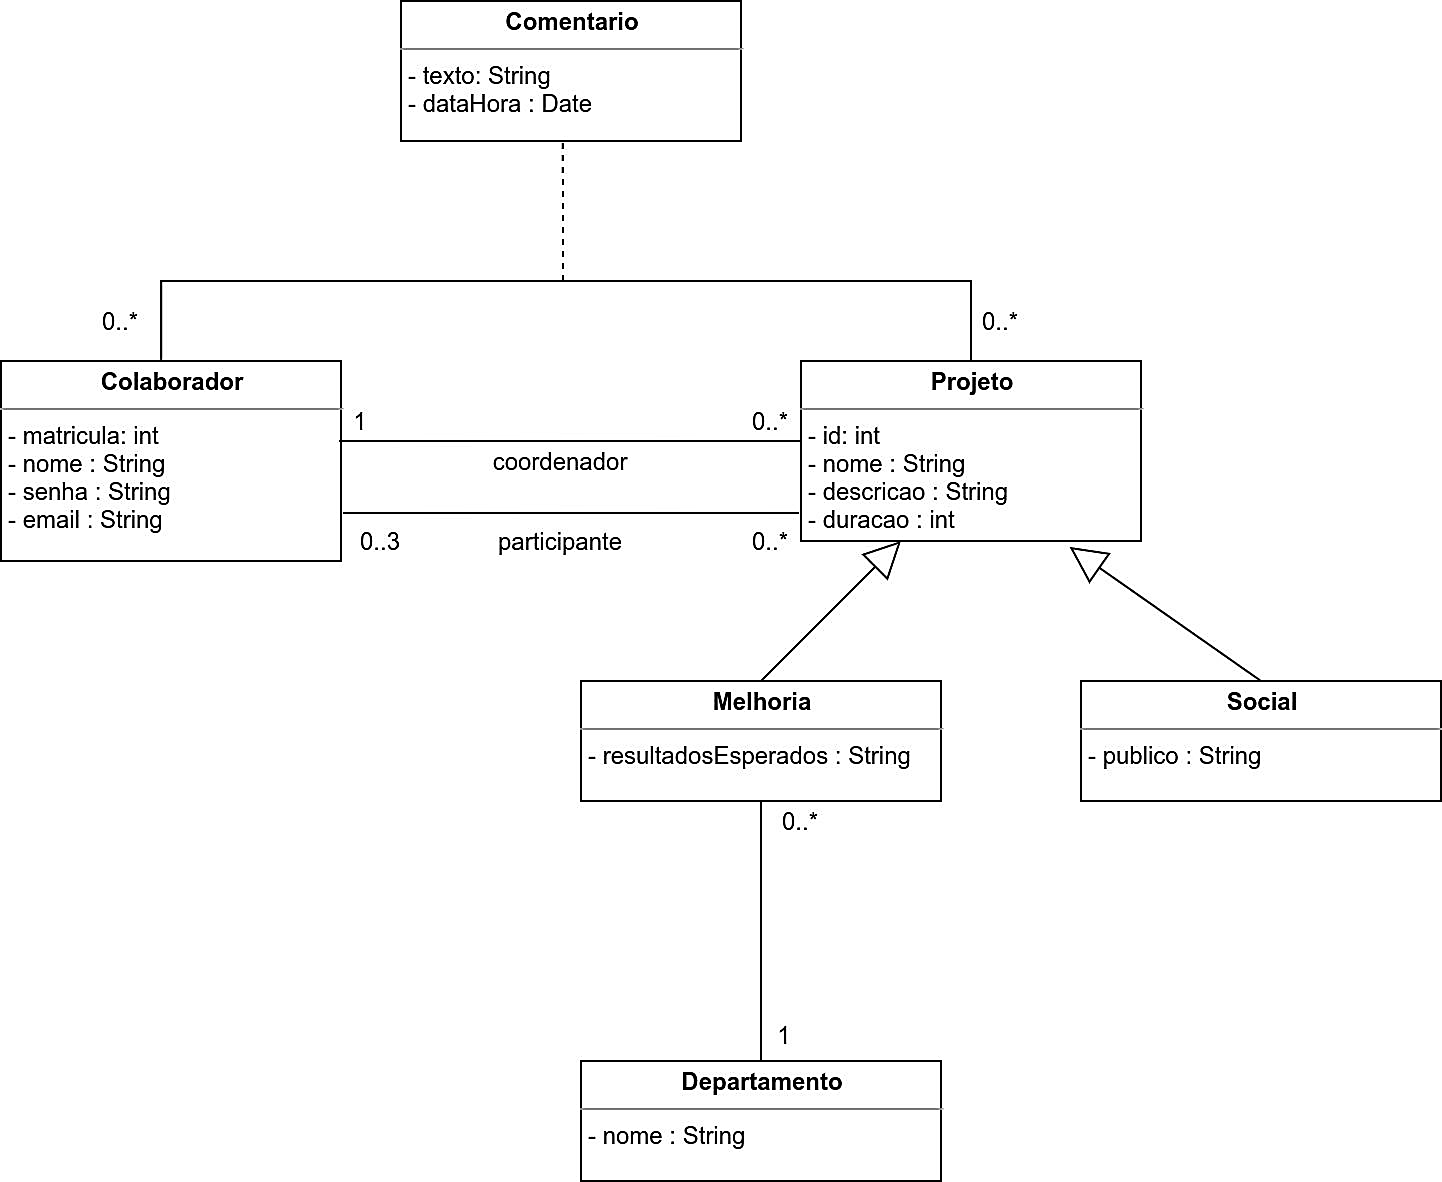 Comentario
- texto: String
- dataHora : Date
0..*
0..*
Colaborador
- matricula: int
- nome : String
- senha : String
- email : String
1
0..*
coordenador
0..3
participante
0..*
Projeto
- id: int
- nome : String
- descricao : String
- duracao : int
Melhoria
- resultadosEsperados : String
Social
- publico : String
0..*
1
Departamento
- nome : String